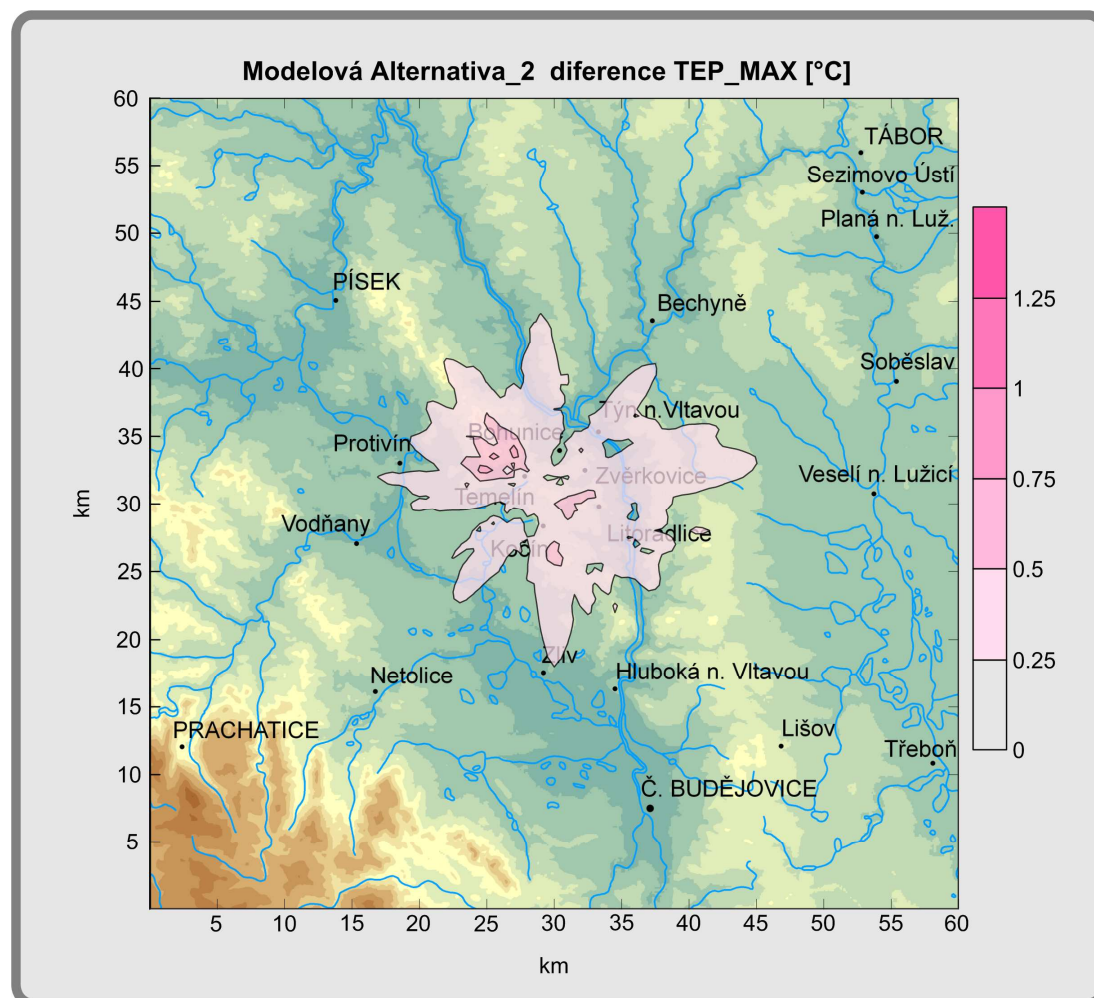 Modelová Alternativa_2 diference TEP_MAX [°C]
60
55
50
45
40
35
30
25
20
15
10
5
km
TÁBOR
Sezimovo Ústí
Planá n. Luž.
PÍSEK
Bechyně
Soběslav
Týn n.Vltavou
Bohunice
Protivín
Zvěrkovice
Veselí n. Lužicí
Temelín
Vodňany
Litoradlice
Kočín
Zliv
Netolice
Hluboká n. Vltavou
PRACHATICE
Lišov
Třeboň
Č. BUDĚJOVICE
5 10 15 20 25 30 35 40 45 50 55 60
km
1.25
1
0.75
0.5
0.25
0